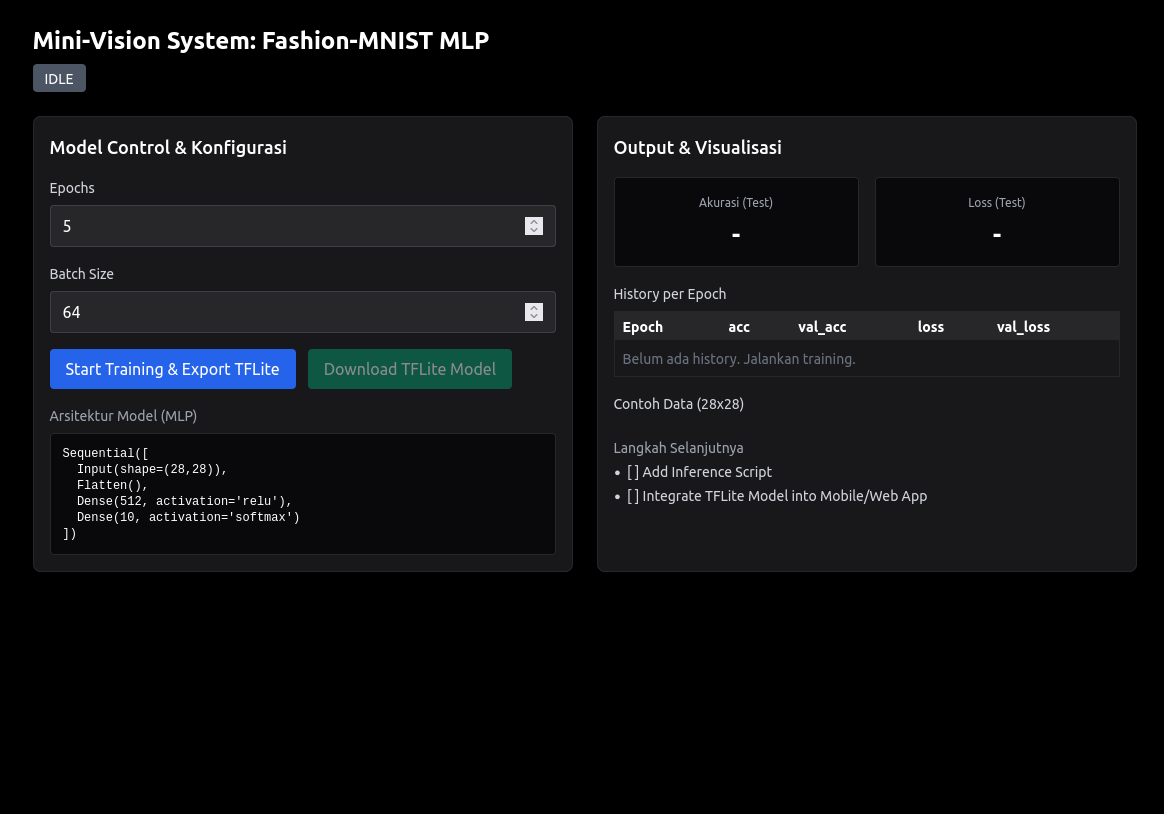 Mini-Vision System: Fashion-MNIST MLP
IDLE
Model Control & Konfigurasi
Epochs
5
Batch Size
64
Start Training & Export TFLite
Download TFLite Model
Arsitektur Model (MLP)
Sequential([
  Input(shape=(28,28)),
  Flatten(),
  Dense(512, activation='relu'),
  Dense(10, activation='softmax')
])
Output & Visualisasi
Akurasi (Test)
-
Loss (Test)
-
History per Epoch
Epoch acc val_acc loss val_loss
Belum ada history. Jalankan training.
Contoh Data (28x28)
Langkah Selanjutnya
• [ ] Add Inference Script
• [ ] Integrate TFLite Model into Mobile/Web App